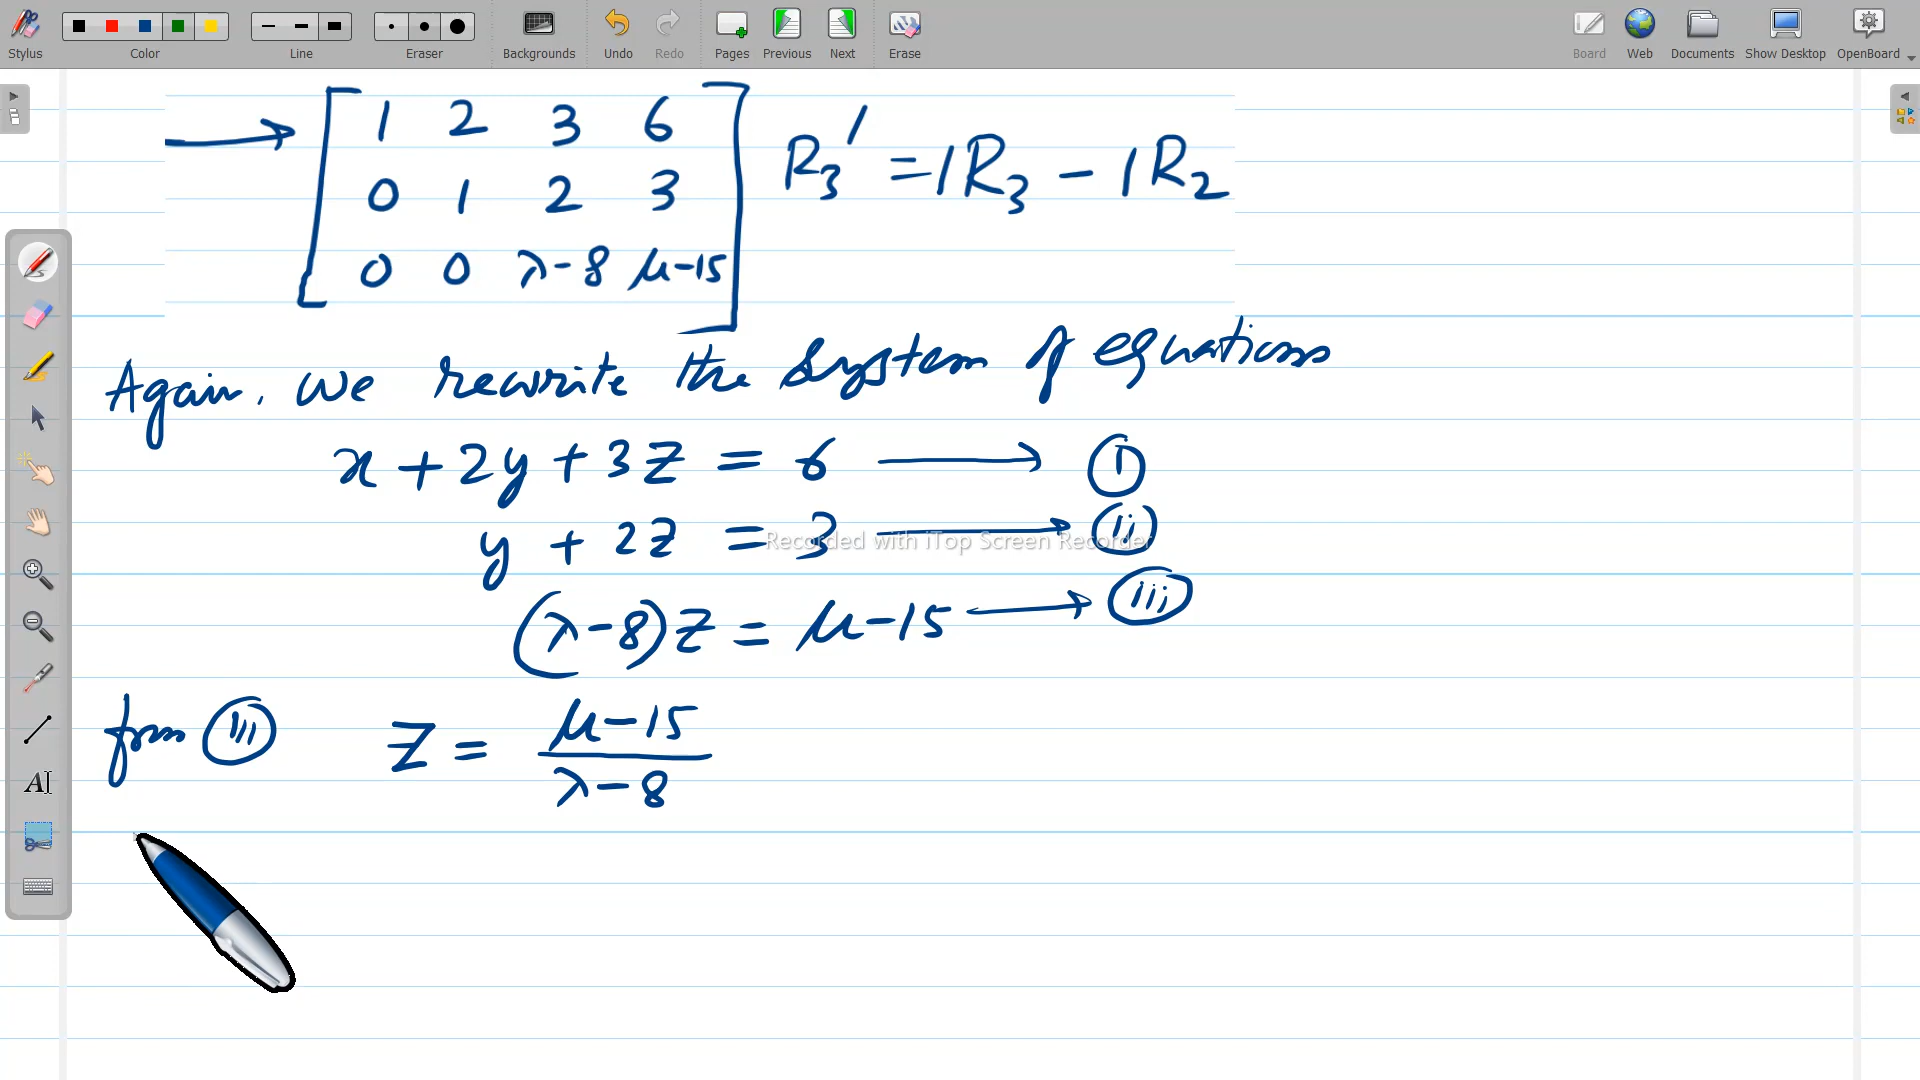 Stylus Color Line Eraser Backgrounds Undo Redo Pages Previous Next Erase Board Web Documents Show Desktop OpenBoard
1 2 3 6
0 1 2 3
0 0 λ-8 μ-15
R₃' = 1R₃ - 1R₂
Again, we rewrite the system of equations
x + 2y + 3z = 6 ⟶ (i)
y + 2z = 3 ⟶ (ii)
Recorded with iTop Screen Recorder
(λ-8)z = μ-15 ⟶ (iii)
from (iii) z = (μ-15)/(λ-8)